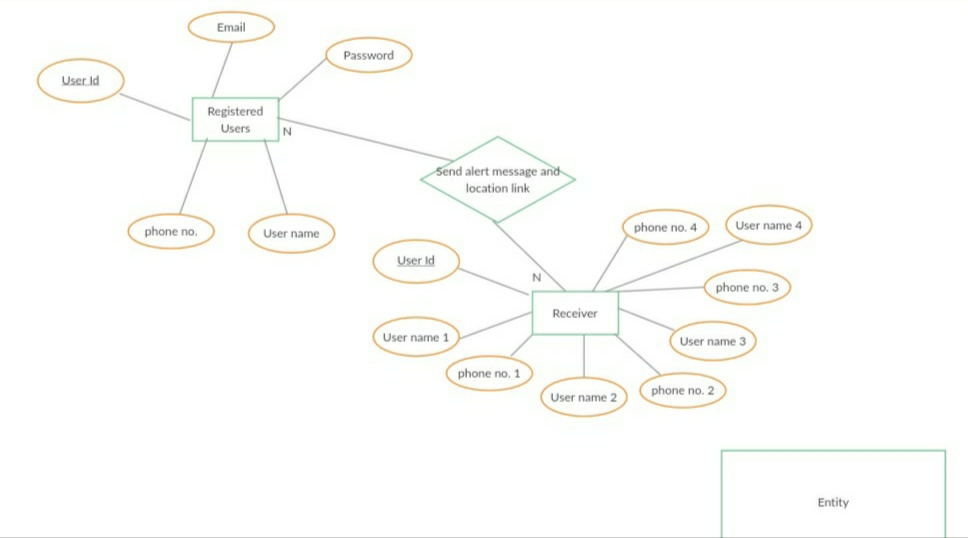 Email
Password
User Id
Registered
Users
N
Send alert message and
location link
phone no.
User name
phone no. 4
User name 4
User Id
N
phone no. 3
Receiver
User name 1
User name 3
phone no. 1
phone no. 2
User name 2
Entity